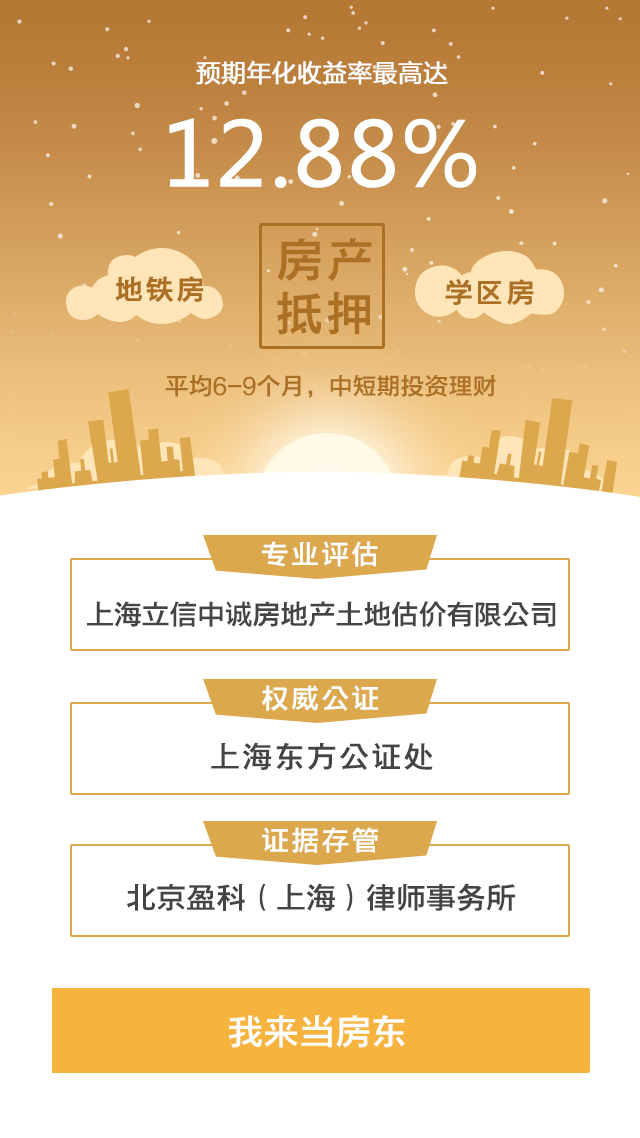 预期年化收益率最高达
12.88%
地铁房
房产
抵押
学区房
平均6-9个月，中短期投资理财
专业评估
上海立信中诚房地产土地估价有限公司
权威公证
上海东方公证处
证据存管
北京盈科（上海）律师事务所
我来当房东